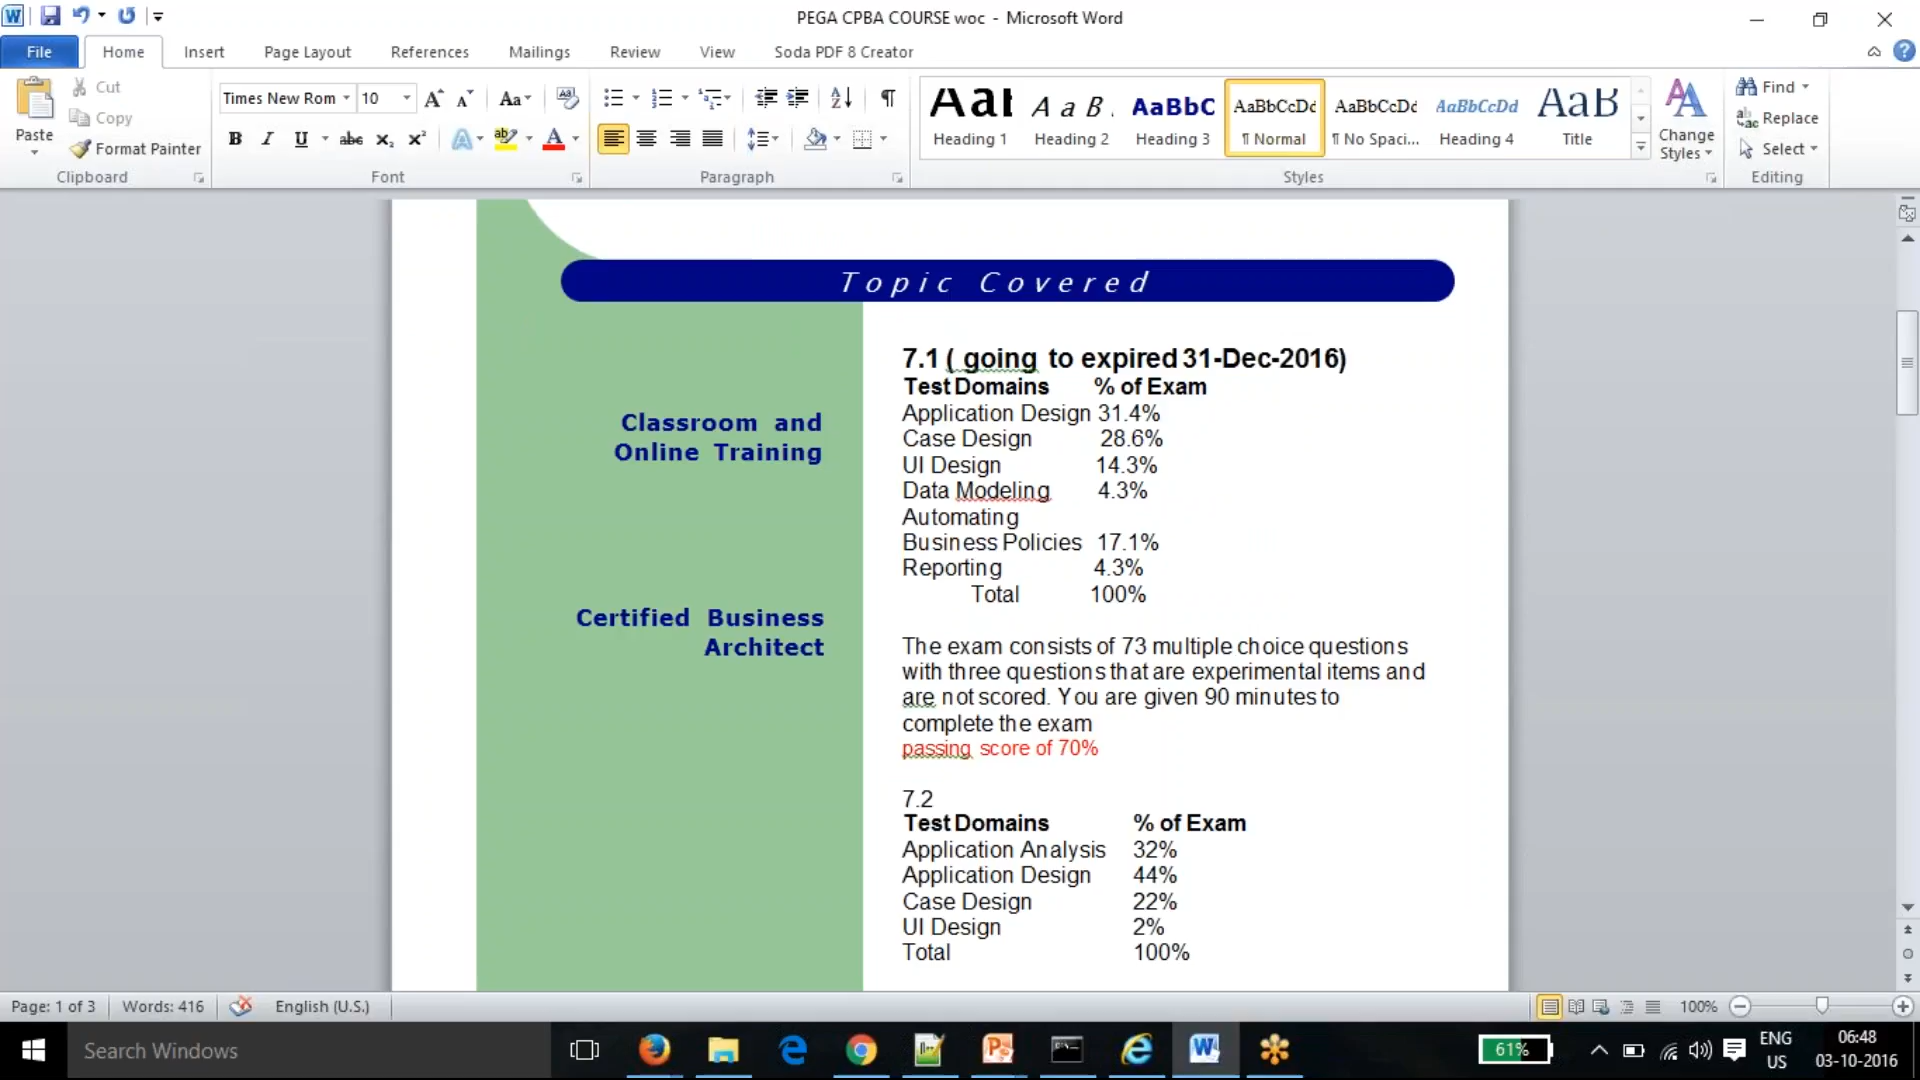 PEGA CPBA COURSE woc - Microsoft Word
File Home Insert Page Layout References Mailings Review View Soda PDF 8 Creator
Paste
Cut
Copy
Format Painter
Clipboard
Times New Rom 10
Font
Paragraph
AaI AaB. AaBbC AaBbCcDd AaBbCcDd AaBbCcDd AaB
Heading 1 Heading 2 Heading 3 ¶ Normal ¶ No Spaci... Heading 4 Title
Change
Styles
Styles
Find
Replace
Select
Editing
Topic Covered
Classroom and
Online Training
Certified Business
Architect
7.1 ( going to expired 31-Dec-2016)
Test Domains % of Exam
Application Design 31.4%
Case Design 28.6%
UI Design 14.3%
Data Modeling 4.3%
Automating
Business Policies 17.1%
Reporting 4.3%
Total 100%
The exam consists of 73 multiple choice questions
with three questions that are experimental items and
are not scored. You are given 90 minutes to
complete the exam
passing score of 70%
7.2
Test Domains % of Exam
Application Analysis 32%
Application Design 44%
Case Design 22%
UI Design 2%
Total 100%
Page: 1 of 3 Words: 416 English (U.S.) 100%
Search Windows
61%
ENG
US
06:48
03-10-2016